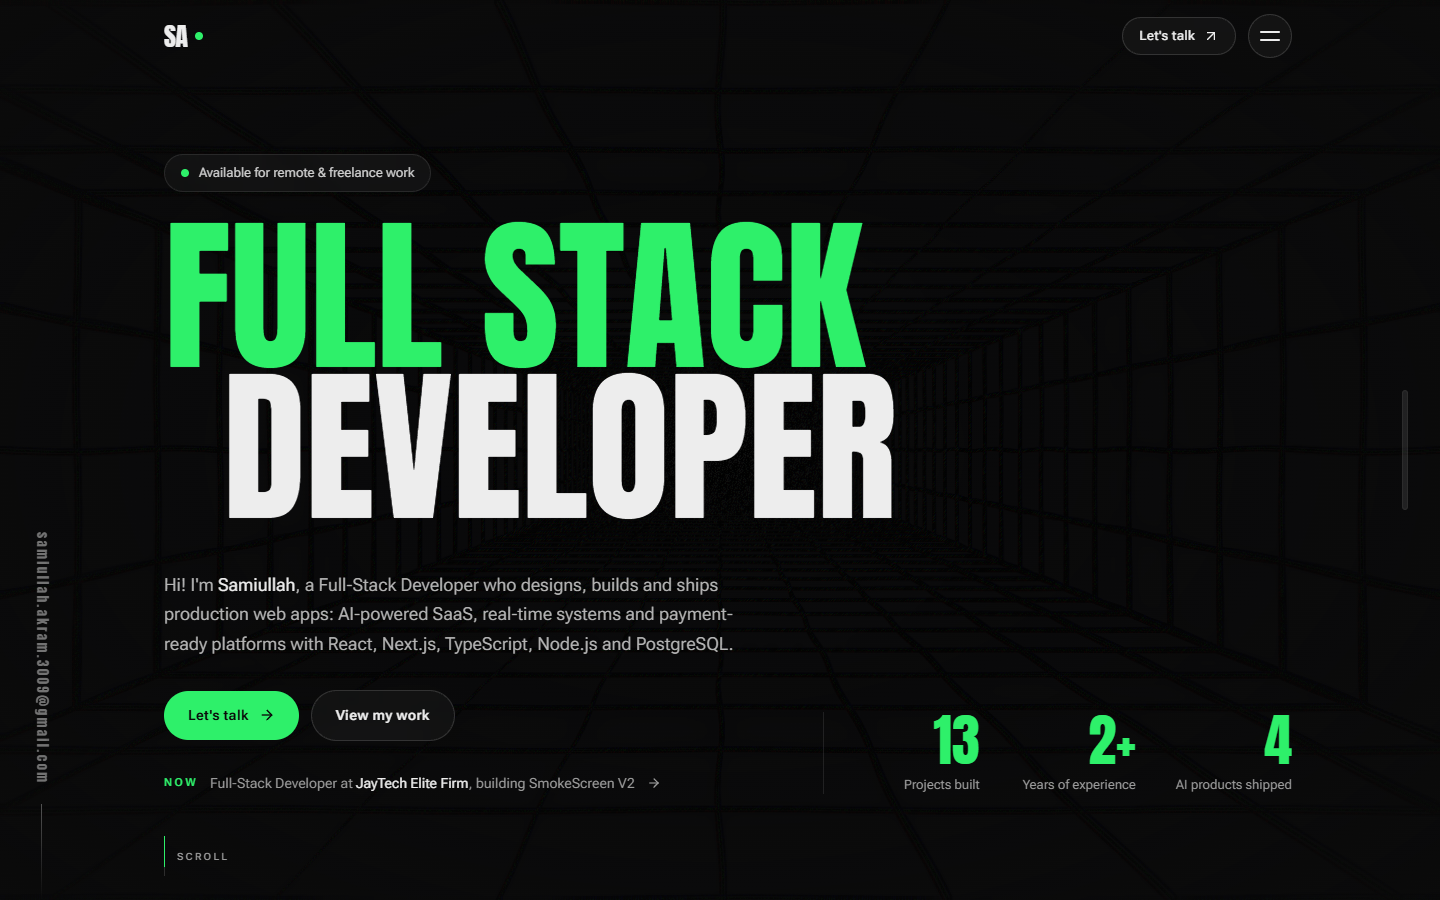 SA
Let's talk
Available for remote & freelance work
FULL STACK
DEVELOPER
Hi! I'm Samiullah, a Full-Stack Developer who designs, builds and ships
production web apps: AI-powered SaaS, real-time systems and payment-
ready platforms with React, Next.js, TypeScript, Node.js and PostgreSQL.
Let's talk
View my work
NOW Full-Stack Developer at JayTech Elite Firm, building SmokeScreen V2
13
Projects built
2+
Years of experience
4
AI products shipped
SCROLL
samiullah.akram.3009@gmail.com